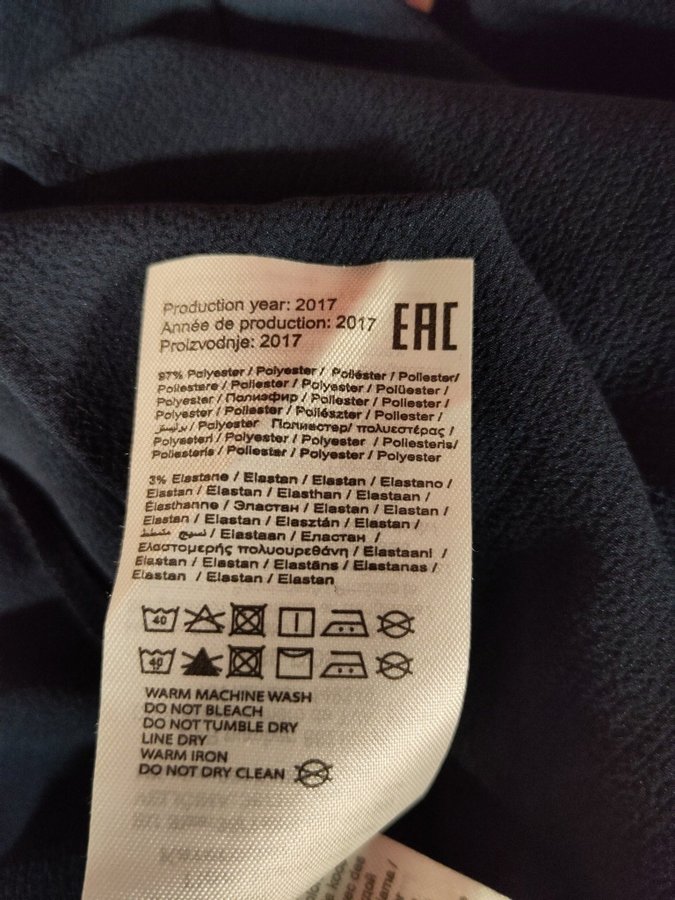 Production year: 2017
Année de production: 2017
Proizvodnje: 2017
EAC
97% Polyester / Polyester / Poliéster / Poliester/
Poliestere / Poliester / Polyester / Polüester /
Polyester / Полиэфир / Poliester / Poliester /
Polyester / Poliester / Poliészter / Poliester /
بوليستر / Polyester Полиестер/ πολυεστέρας /
Polyesteri / Polyester / Polyester / Poliesteris/
Poliesteris / Poliester / Polyester / Polyester
3% Elastane / Elastan / Elastan / Elastano /
Elastan / Elastan / Elasthan / Elastaan /
Élasthanne / Эластан / Elastan / Elastan /
Elastan / Elastan / Elasztán / Elastan /
نسيج مطاط / Elastaan / Еластан /
Ελαστομερής πολυουρεθάνη / Elastaani /
Elastan / Elastan / Elastāns / Elastanas /
Elastan / Elastan / Elastan
40
40
WARM MACHINE WASH
DO NOT BLEACH
DO NOT TUMBLE DRY
LINE DRY
WARM IRON
DO NOT DRY CLEAN